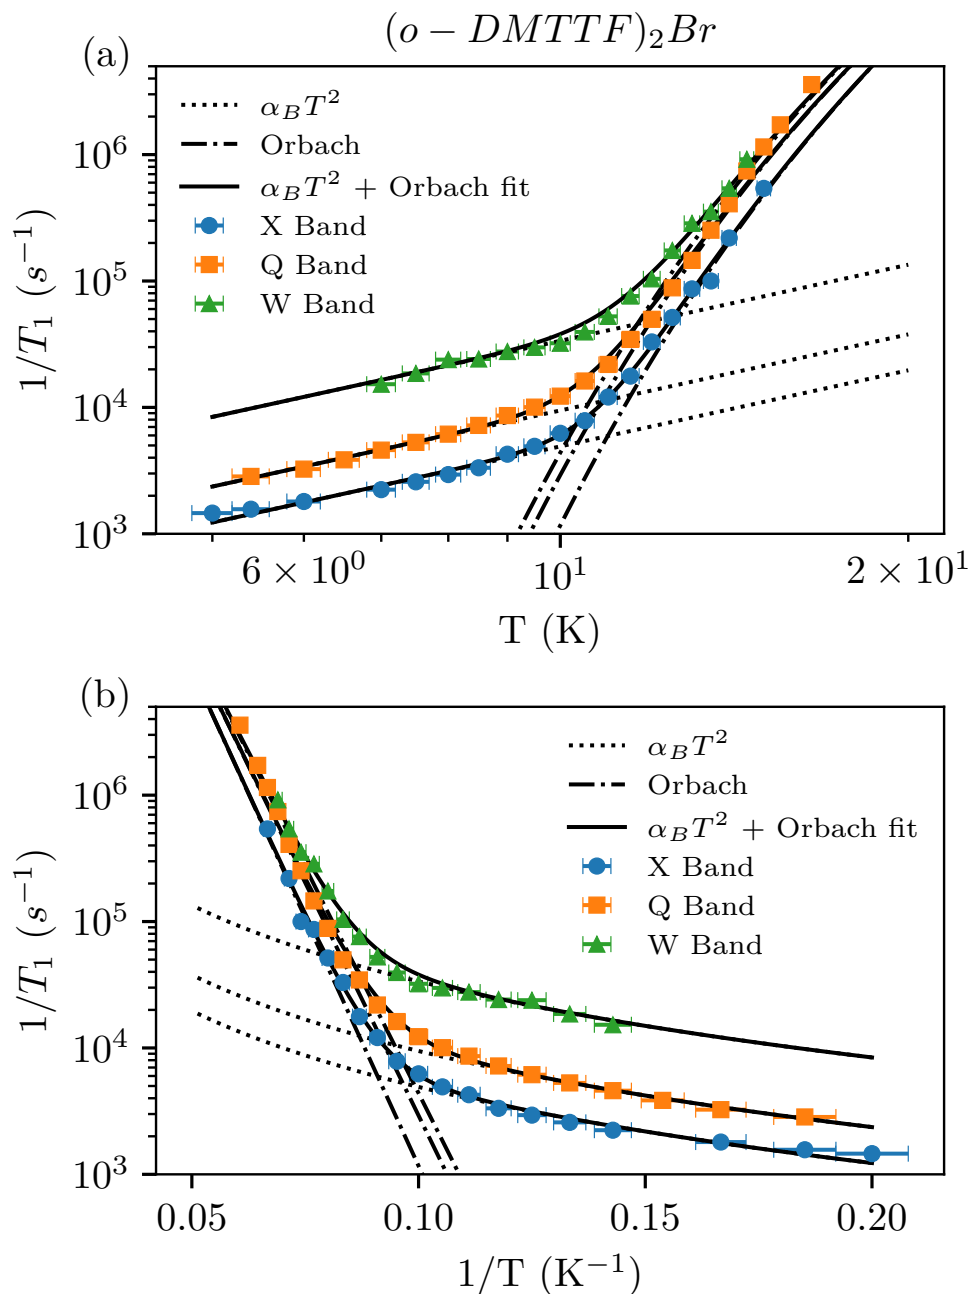 (o − DMTTF)₂Br
(a)
α_B T²
Orbach
α_B T² + Orbach fit
X Band
Q Band
W Band
10⁶
10⁵
10⁴
10³
1/T₁ (s⁻¹)
6 × 10⁰
10¹
2 × 10¹
T (K)
(b)
α_B T²
Orbach
α_B T² + Orbach fit
X Band
Q Band
W Band
10⁶
10⁵
10⁴
10³
1/T₁ (s⁻¹)
0.05
0.10
0.15
0.20
1/T (K⁻¹)